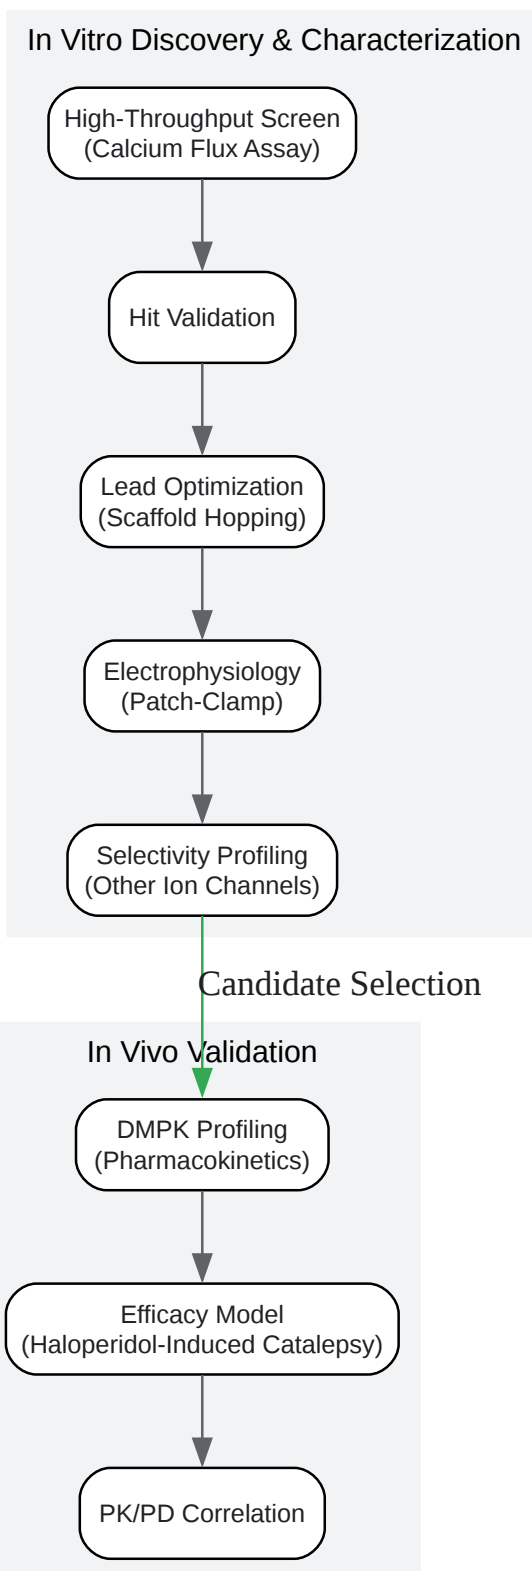 In Vitro Discovery & Characterization
High-Throughput Screen
(Calcium Flux Assay)
Hit Validation
Lead Optimization
(Scaffold Hopping)
Electrophysiology
(Patch-Clamp)
Selectivity Profiling
(Other Ion Channels)
Candidate Selection
In Vivo Validation
DMPK Profiling
(Pharmacokinetics)
Efficacy Model
(Haloperidol-Induced Catalepsy)
PK/PD Correlation